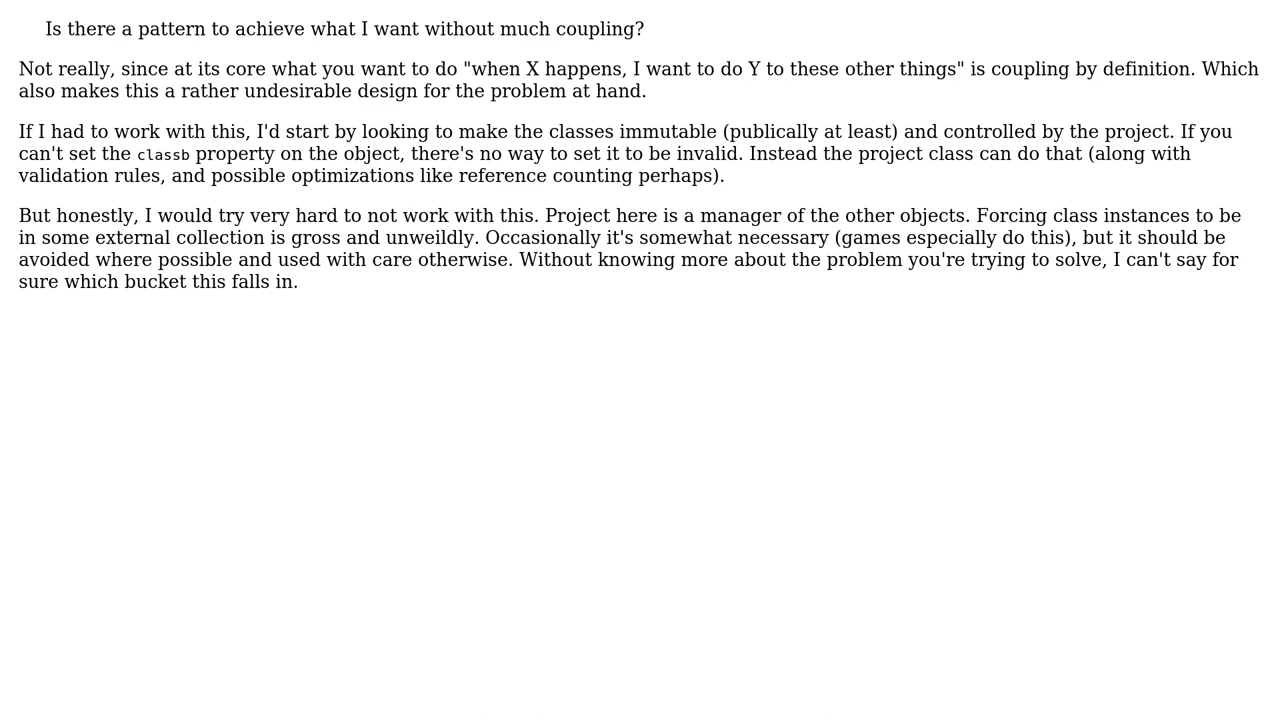 Is there a pattern to achieve what I want without much coupling?
Not really, since at its core what you want to do "when X happens, I want to do Y to these other things" is coupling by definition. Which
also makes this a rather undesirable design for the problem at hand.
If I had to work with this, I'd start by looking to make the classes immutable (publically at least) and controlled by the project. If you
can't set the classb property on the object, there's no way to set it to be invalid. Instead the project class can do that (along with
validation rules, and possible optimizations like reference counting perhaps).
But honestly, I would try very hard to not work with this. Project here is a manager of the other objects. Forcing class instances to be
in some external collection is gross and unweildly. Occasionally it's somewhat necessary (games especially do this), but it should be
avoided where possible and used with care otherwise. Without knowing more about the problem you're trying to solve, I can't say for
sure which bucket this falls in.